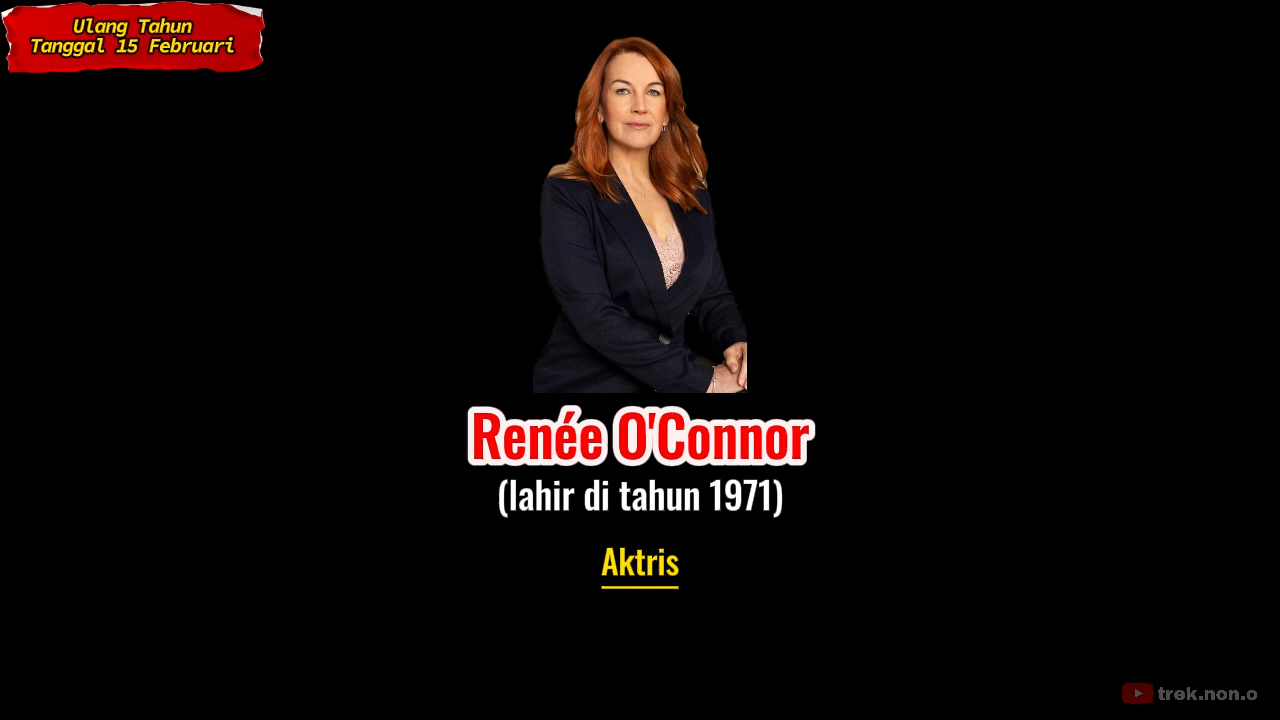 Ulang Tahun
Tanggal 15 Februari
Renée O'Connor
(lahir di tahun 1971)
Aktris
trek.non.o